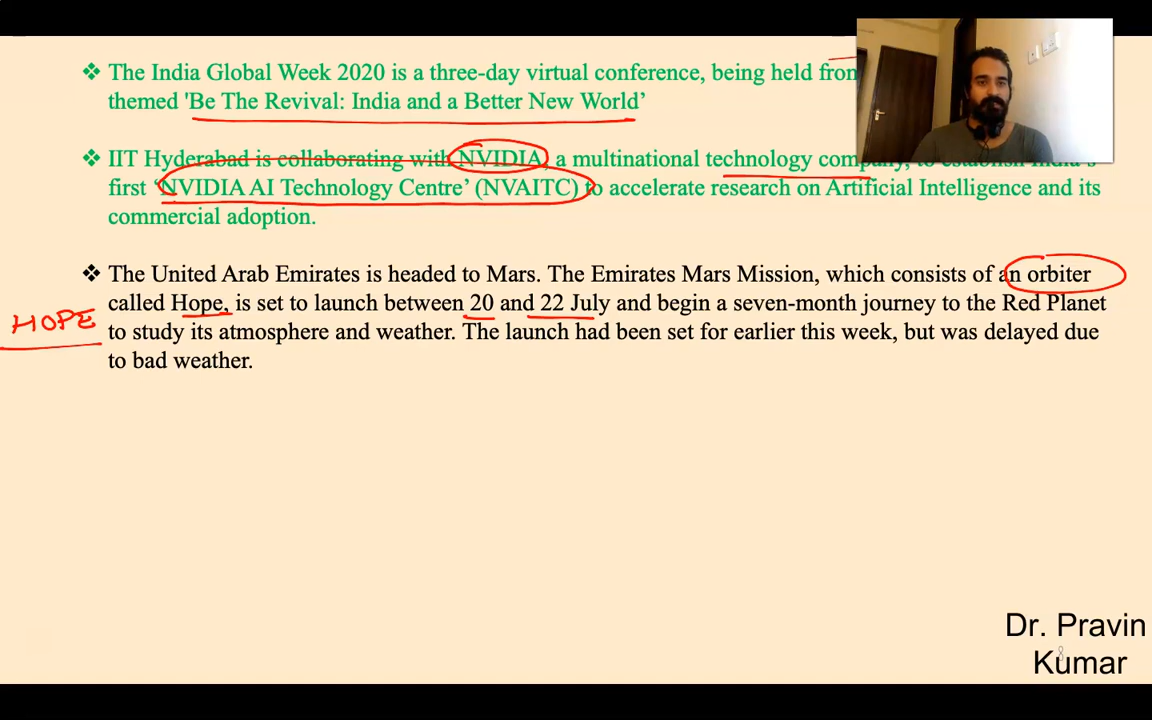 ❖ The India Global Week 2020 is a three-day virtual conference, being held from
themed 'Be The Revival: India and a Better New World’
❖ IIT Hyderabad is collaborating with NVIDIA, a multinational technology company, to establish India's
first ‘NVIDIA AI Technology Centre’ (NVAITC) to accelerate research on Artificial Intelligence and its
commercial adoption.
❖ The United Arab Emirates is headed to Mars. The Emirates Mars Mission, which consists of an orbiter
called Hope, is set to launch between 20 and 22 July and begin a seven-month journey to the Red Planet
HOPE
to study its atmosphere and weather. The launch had been set for earlier this week, but was delayed due
to bad weather.
Dr. Pravin
Kumar
8